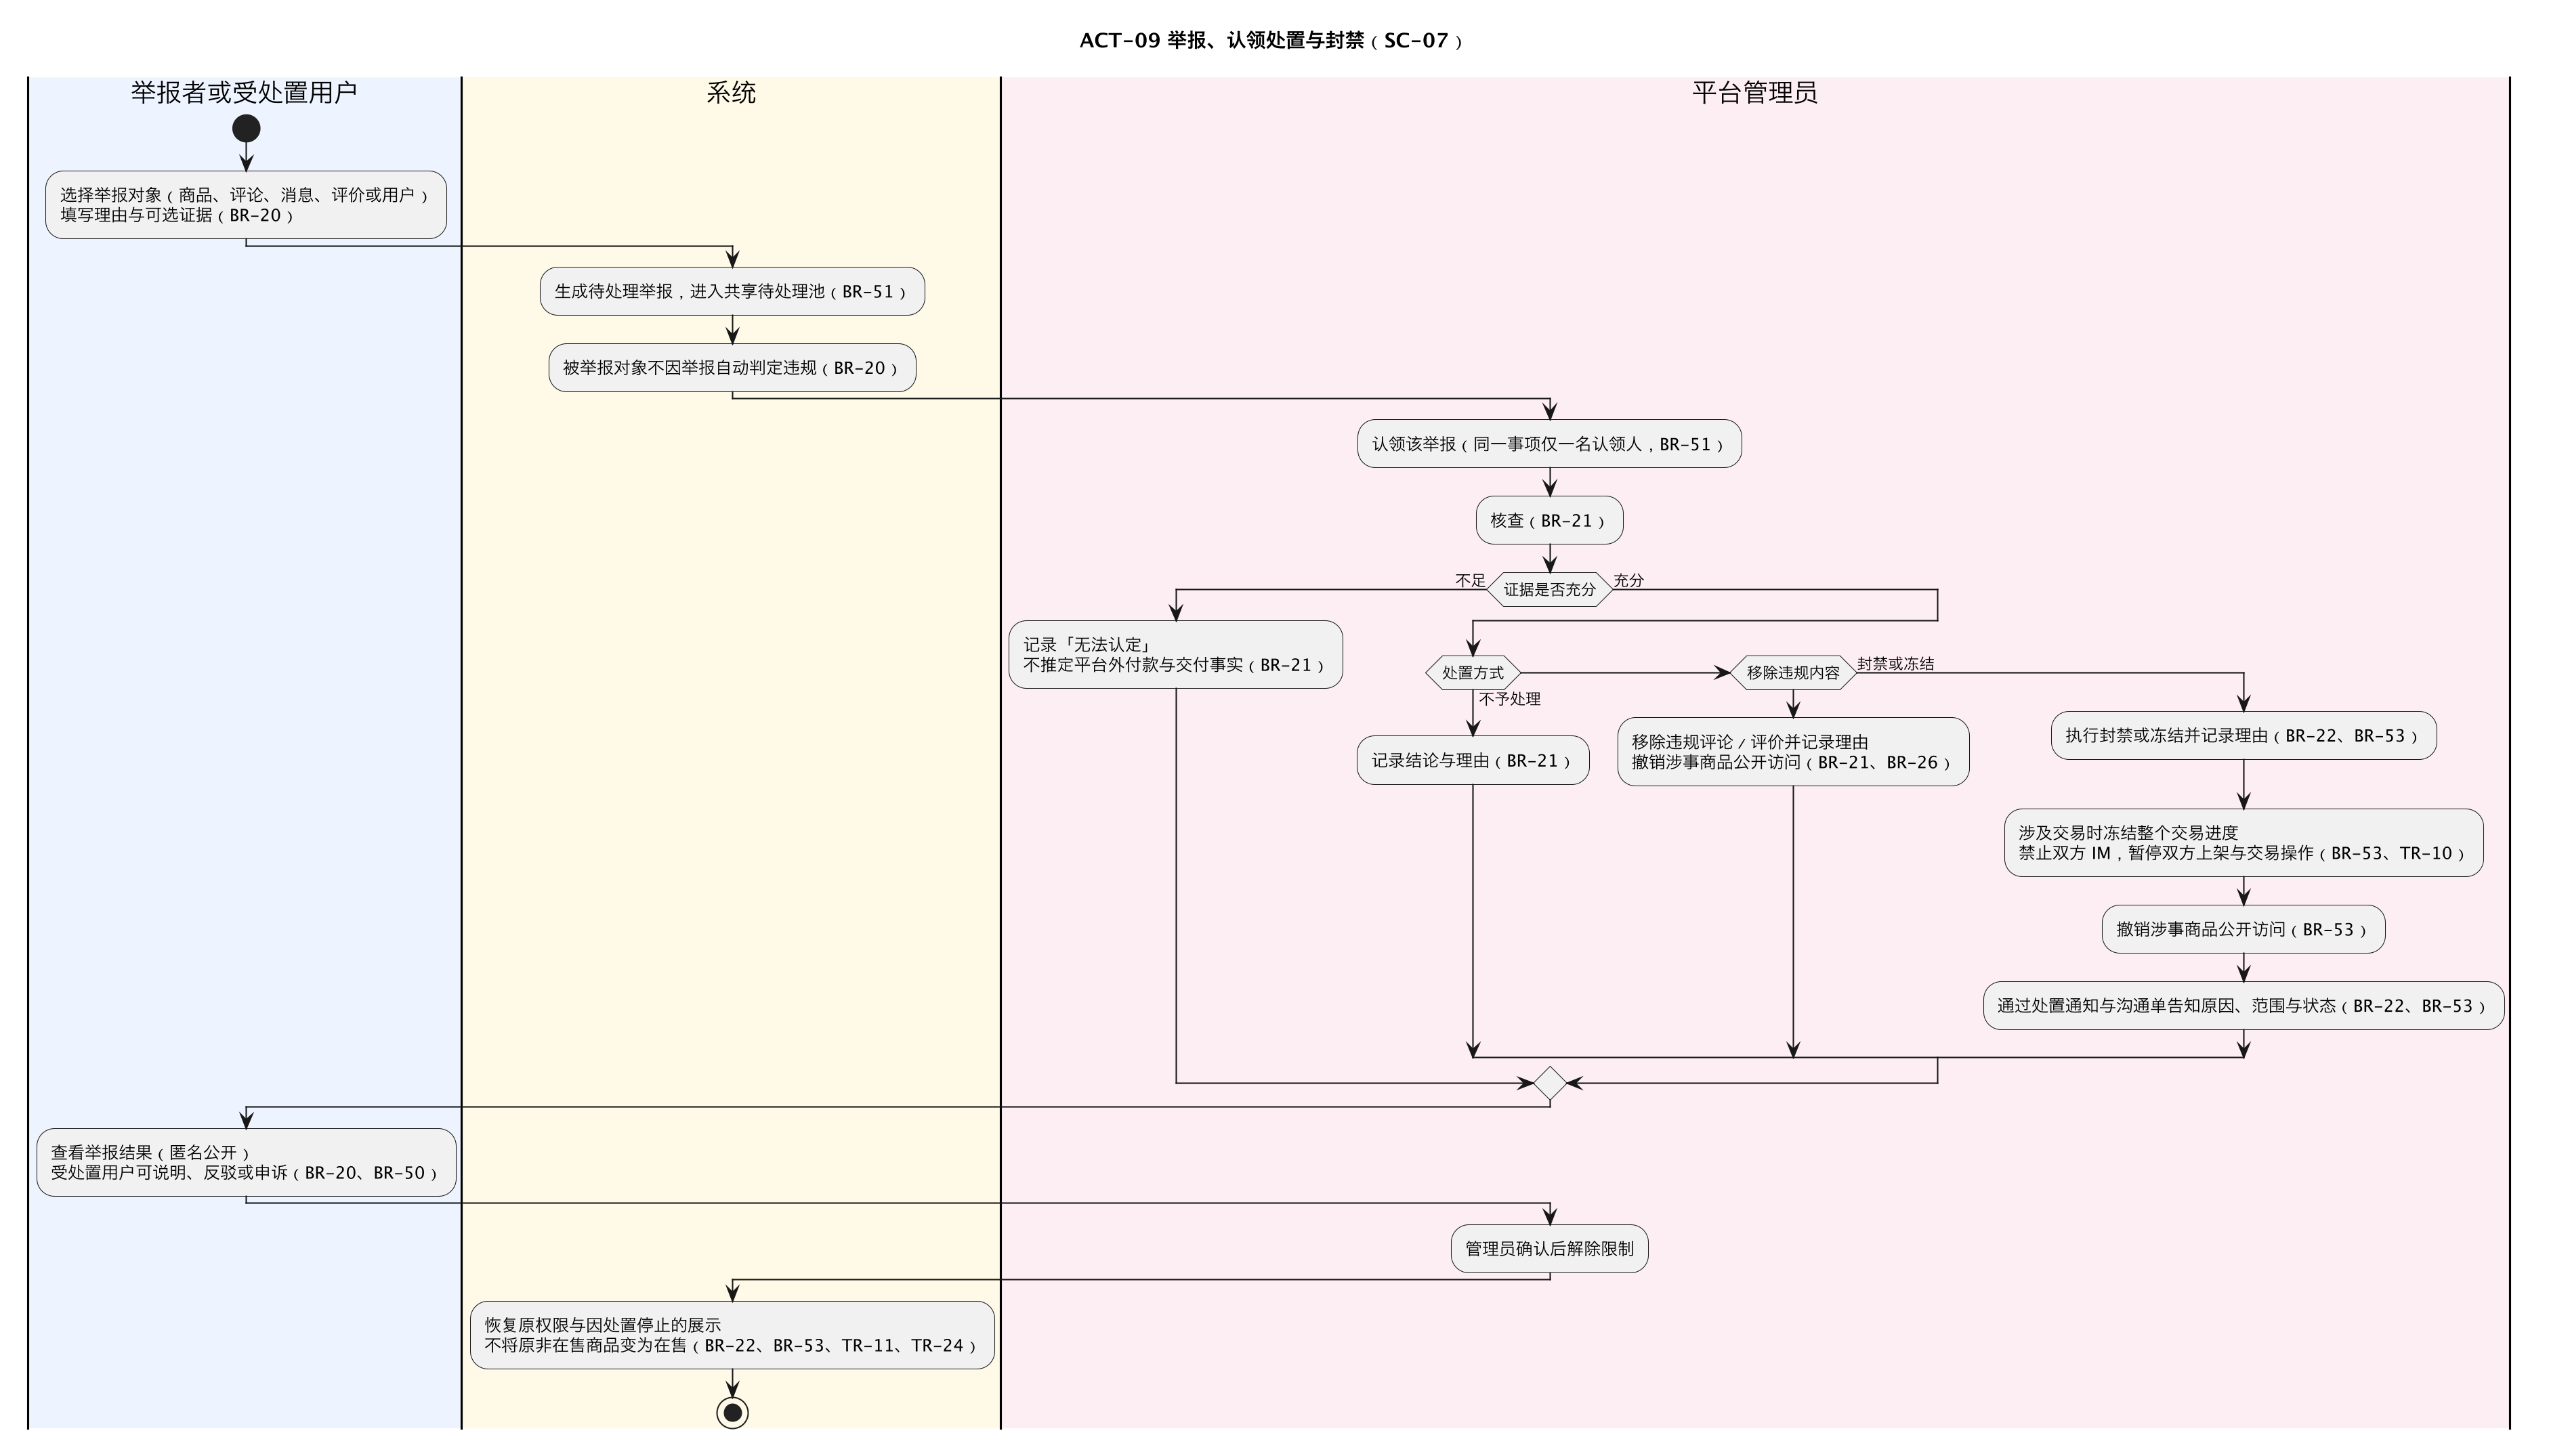 ACT-09 举报、认领处置与封禁（SC-07）
举报者或受处置用户
系统
平台管理员
选择举报对象（商品、评论、消息、评价或用户）
填写理由与可选证据（BR-20）
生成待处理举报，进入共享待处理池（BR-51）
被举报对象不因举报自动判定违规（BR-20）
认领该举报（同一事项仅一名认领人，BR-51）
核查（BR-21）
不足
证据是否充分
充分
记录「无法认定」
不推定平台外付款与交付事实（BR-21）
处置方式
不予处理
移除违规内容
封禁或冻结
记录结论与理由（BR-21）
移除违规评论／评价并记录理由
撤销涉事商品公开访问（BR-21、BR-26）
执行封禁或冻结并记录理由（BR-22、BR-53）
涉及交易时冻结整个交易进度
禁止双方 IM，暂停双方上架与交易操作（BR-53、TR-10）
撤销涉事商品公开访问（BR-53）
通过处置通知与沟通单告知原因、范围与状态（BR-22、BR-53）
查看举报结果（匿名公开）
受处置用户可说明、反驳或申诉（BR-20、BR-50）
管理员确认后解除限制
恢复原权限与因处置停止的展示
不将原非在售商品变为在售（BR-22、BR-53、TR-11、TR-24）